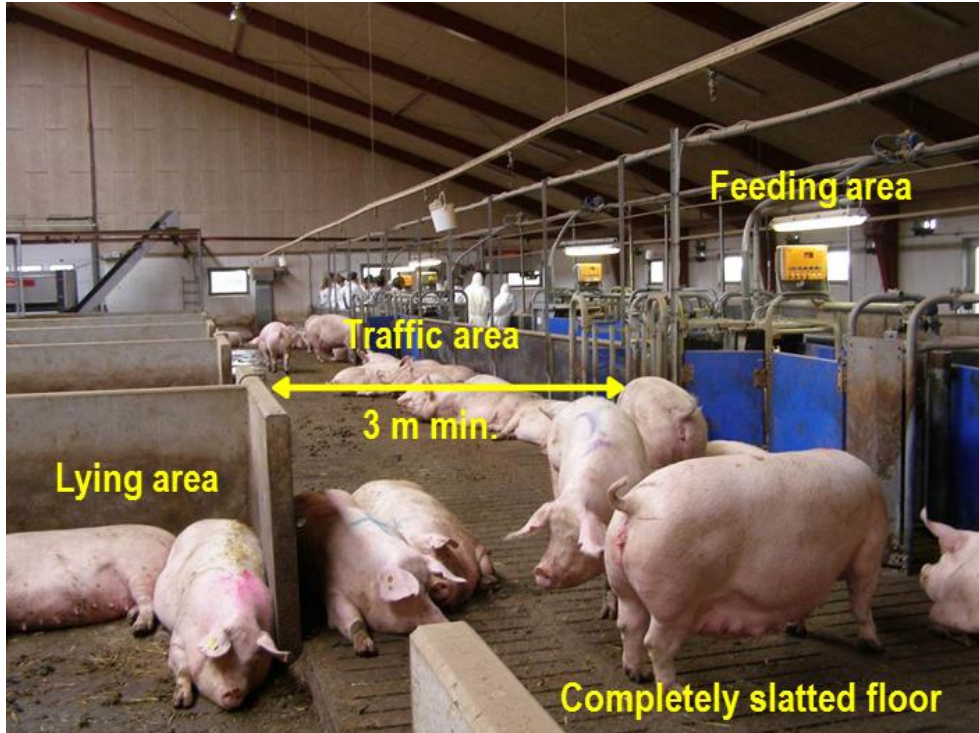 Feeding area
Traffic area
3 m min.
Lying area
Completely slatted floor